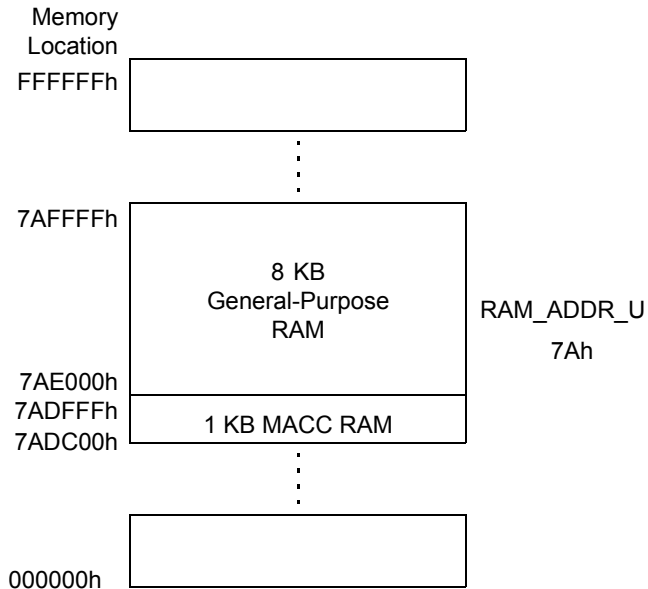 Memory
Location
FFFFFFh
7AFFFFh
8 KB
General-Purpose
RAM
RAM_ADDR_U
7Ah
7AE000h
7ADFFFh
1 KB MACC RAM
7ADC00h
000000h